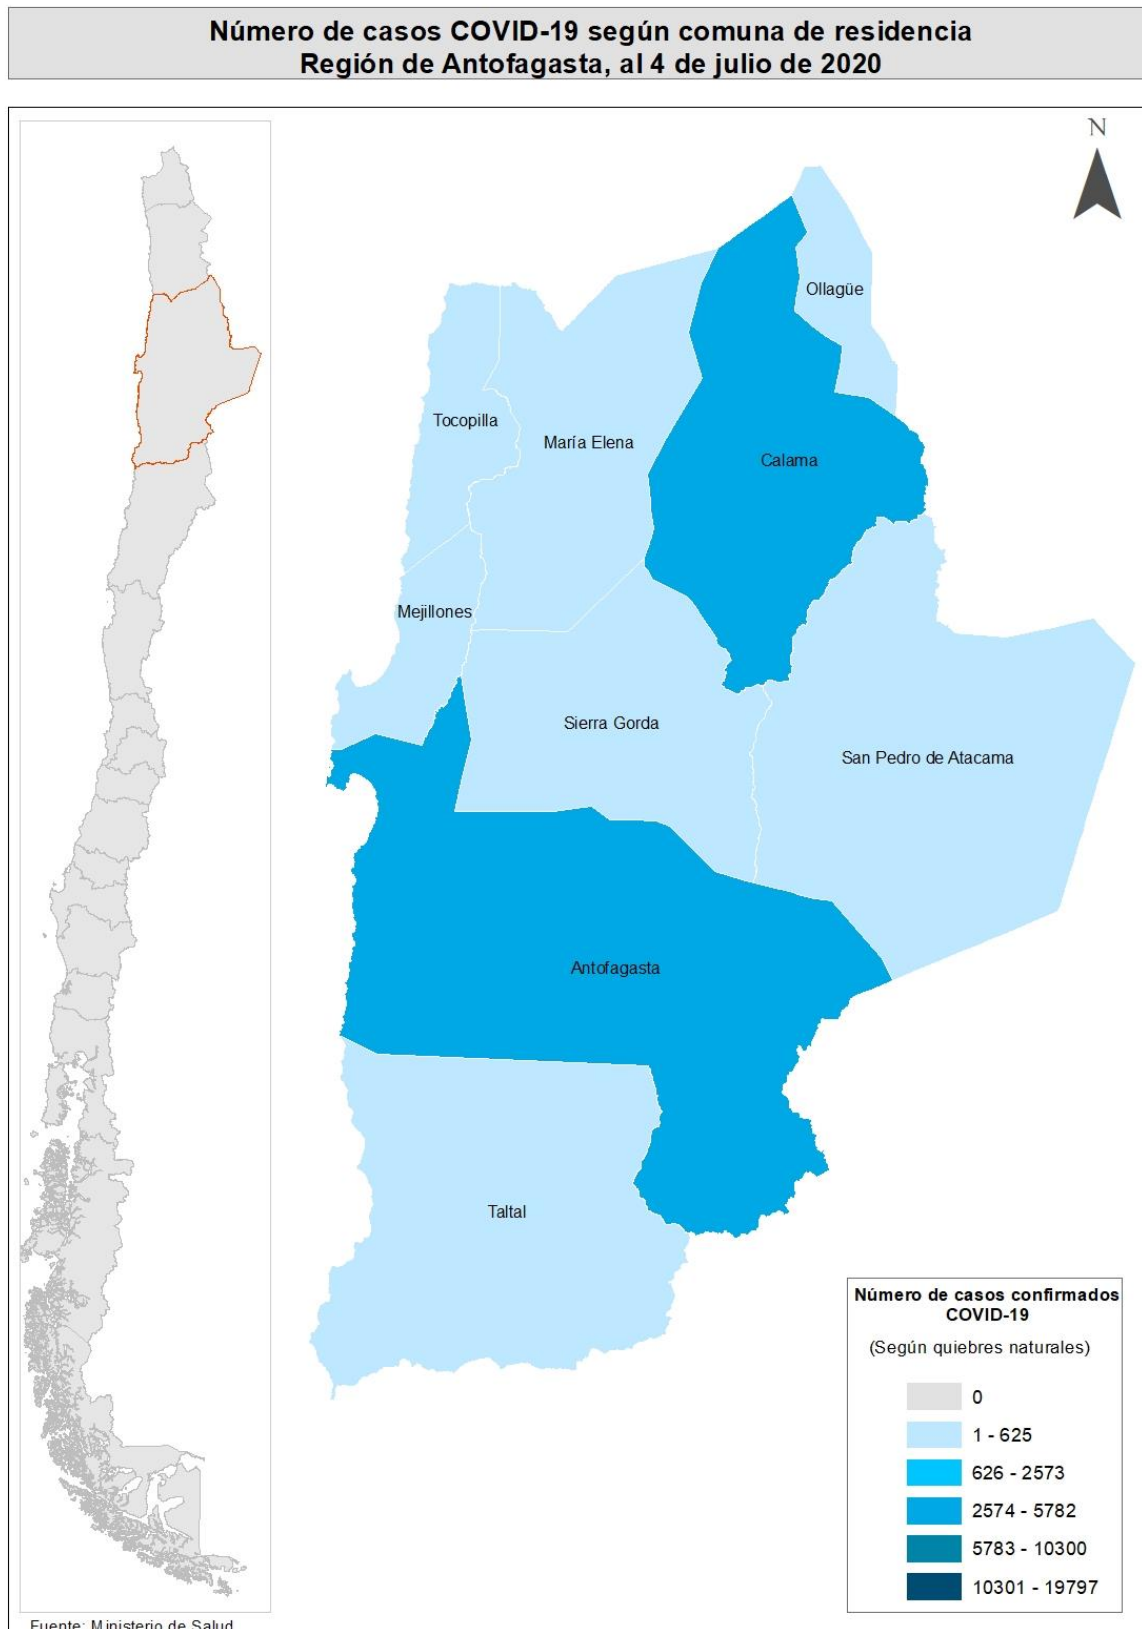 Número de casos COVID-19 según comuna de residencia
Región de Antofagasta, al 4 de julio de 2020
N
Ollagüe
Tocopilla
María Elena
Calama
Mejillones
Sierra Gorda
San Pedro de Atacama
Antofagasta
Taltal
Número de casos confirmados
COVID-19
(Según quiebres naturales)
0
1 - 625
626 - 2573
2574 - 5782
5783 - 10300
10301 - 19797
Fuente: Ministerio de Salud